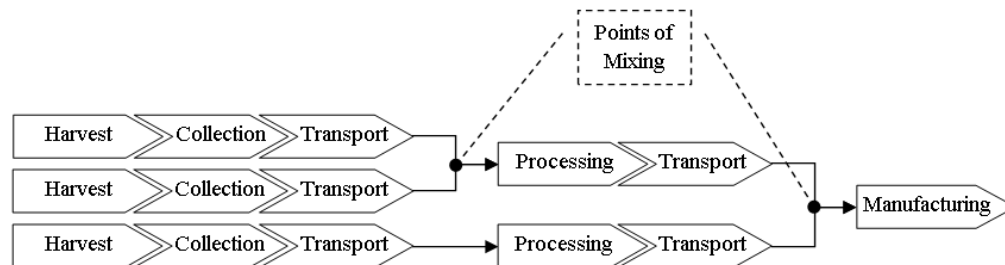 Points of
Mixing
Harvest Collection Transport
Processing Transport
Harvest Collection Transport
Manufacturing
Harvest Collection Transport
Processing Transport